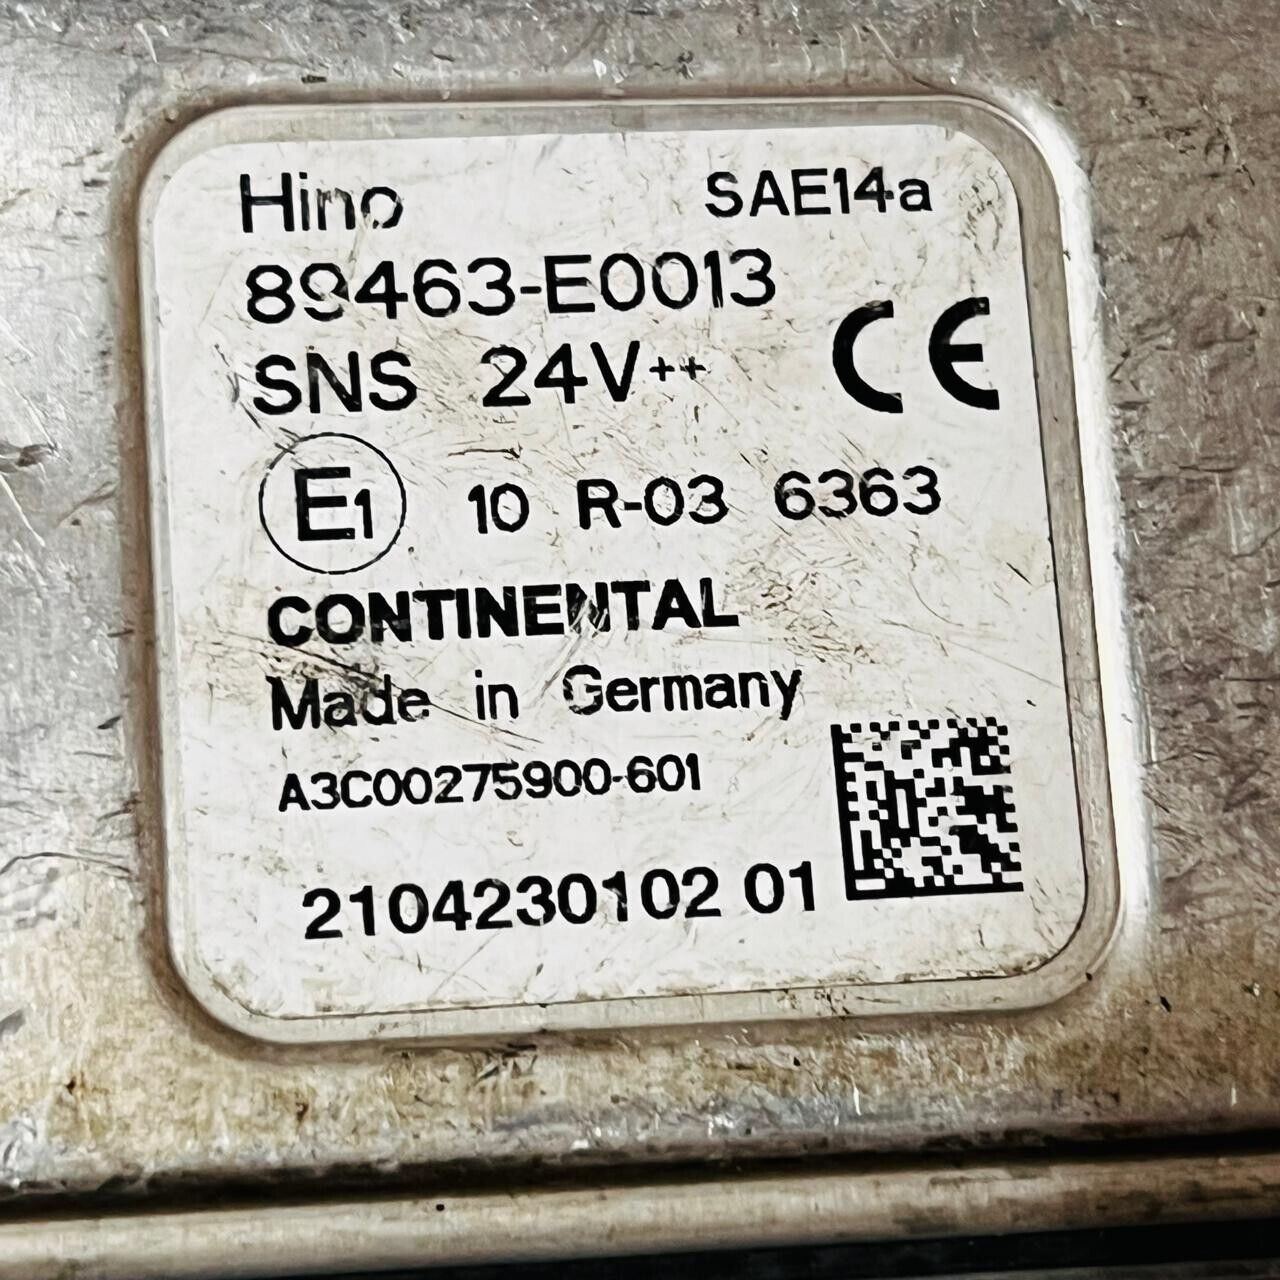 Hino SAE14a
89463-E0013
SNS 24V++
CE
E1 10 R-03 6363
CONTINENTAL
Made in Germany
A3C00275900-601
2104230102 01